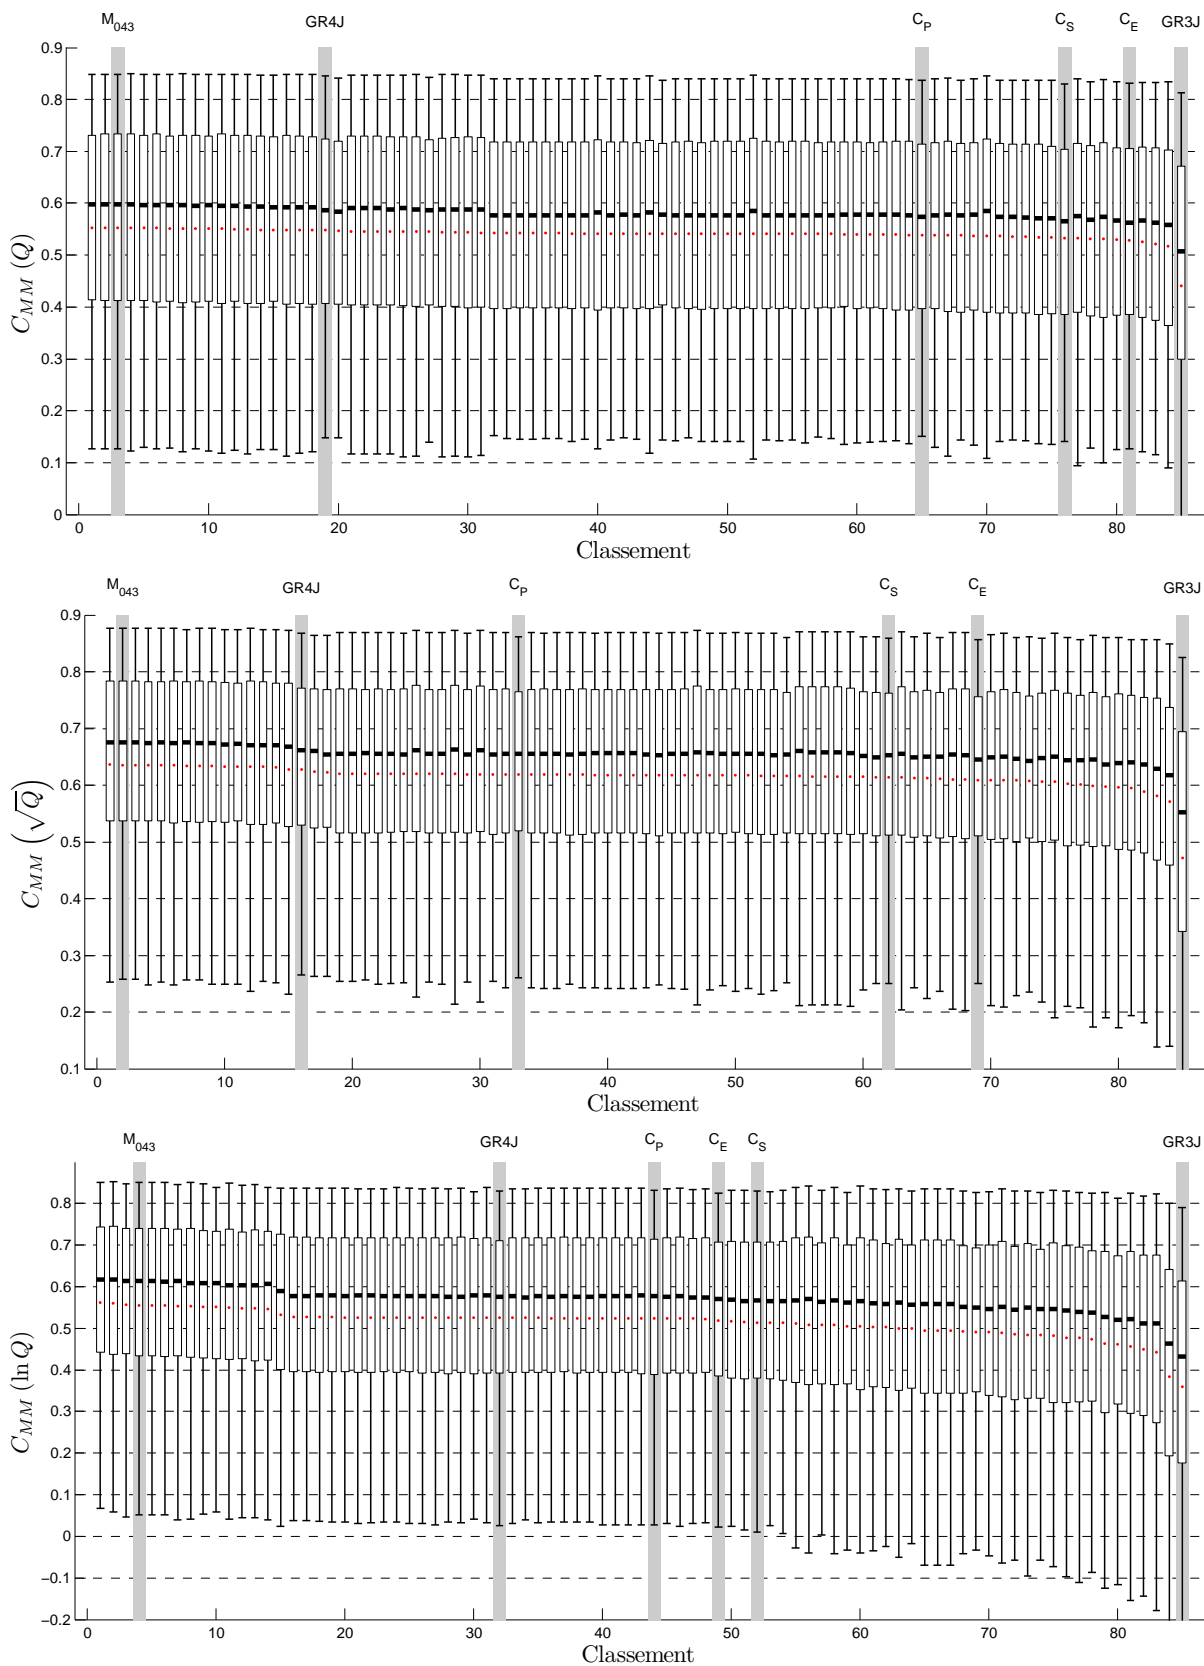 M043 GR4J CP CS CE GR3J
0.9
0.8
0.7
0.6
0.5
0.4
0.3
0.2
0.1
0
CMM (Q)
0 10 20 30 40 50 60 70 80
Classement
M043 GR4J CP CS CE GR3J
0.9
0.8
0.7
0.6
0.5
0.4
0.3
0.2
0.1
CMM (√Q)
0 10 20 30 40 50 60 70 80
Classement
M043 GR4J CP CE CS GR3J
0.8
0.7
0.6
0.5
0.4
0.3
0.2
0.1
0
−0.1
−0.2
CMM (ln Q)
0 10 20 30 40 50 60 70 80
Classement